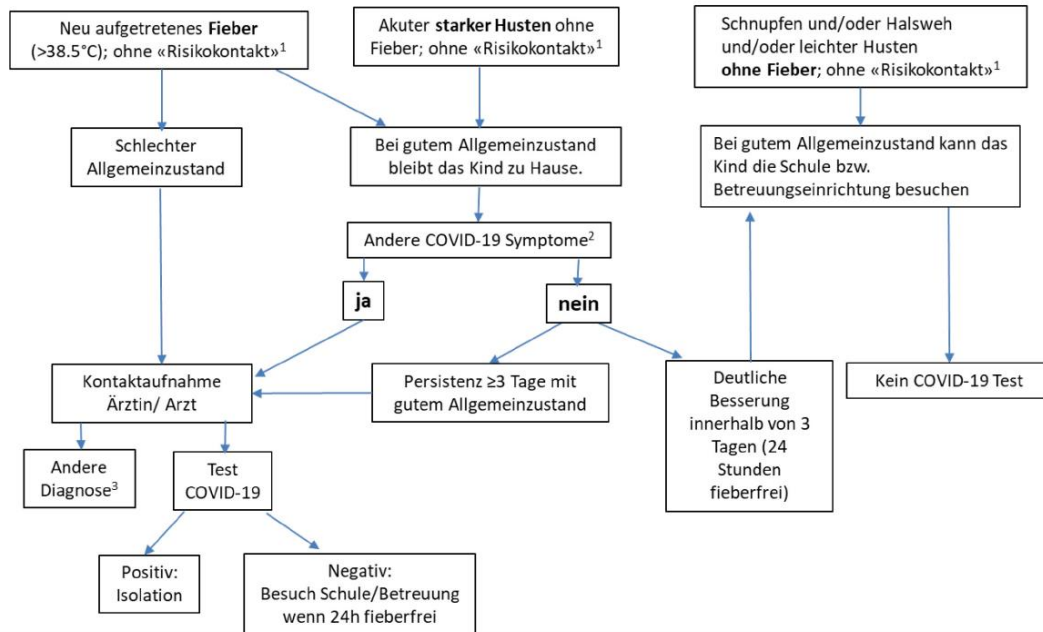 Neu aufgetretenes Fieber
(>38.5°C); ohne «Risikokontakt»¹
Akuter starker Husten ohne
Fieber; ohne «Risikokontakt»¹
Schnupfen und/oder Halsweh
und/oder leichter Husten
ohne Fieber; ohne «Risikokontakt»¹
Schlechter
Allgemeinzustand
Bei gutem Allgemeinzustand
bleibt das Kind zu Hause.
Bei gutem Allgemeinzustand kann das
Kind die Schule bzw.
Betreuungseinrichtung besuchen
Andere COVID-19 Symptome²
ja
nein
Kontaktaufnahme
Ärztin/ Arzt
Persistenz ≥3 Tage mit
gutem Allgemeinzustand
Deutliche
Besserung
innerhalb von 3
Tagen (24
Stunden
fieberfrei)
Kein COVID-19 Test
Andere
Diagnose³
Test
COVID-19
Positiv:
Isolation
Negativ:
Besuch Schule/Betreuung
wenn 24h fieberfrei